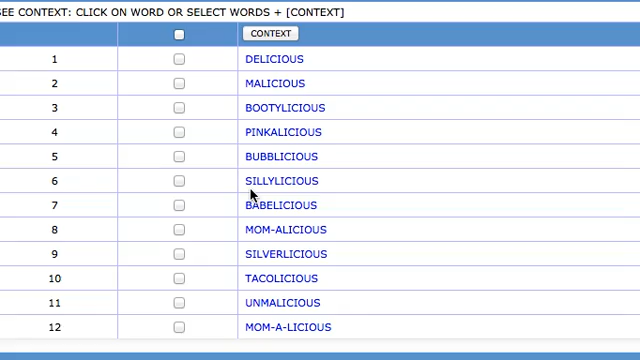 SEE CONTEXT: CLICK ON WORD OR SELECT WORDS + [CONTEXT]
CONTEXT
1 DELICIOUS
2 MALICIOUS
3 BOOTYLICIOUS
4 PINKALICIOUS
5 BUBBLICIOUS
6 SILLYLICIOUS
7 BABELICIOUS
8 MOM-ALICIOUS
9 SILVERLICIOUS
10 TACOLICIOUS
11 UNMALICIOUS
12 MOM-A-LICIOUS